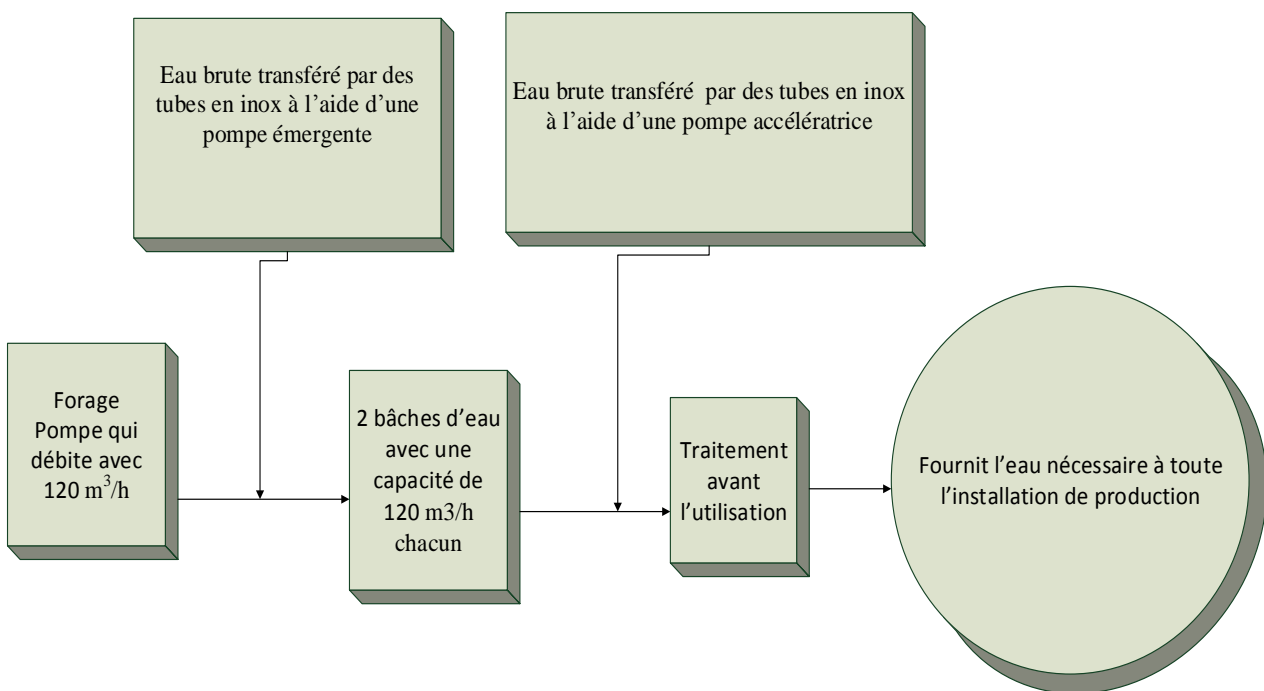 Eau brute transféré par des
tubes en inox à l'aide d'une
pompe émergente
Eau brute transféré par des tubes en inox
à l'aide d'une pompe accélératrice
Forage
Pompe qui
débite avec
120 m³/h
2 bâches d'eau
avec une
capacité de
120 m3/h
chacun
Traitement
avant
l'utilisation
Fournit l'eau nécessaire à toute
l'installation de production